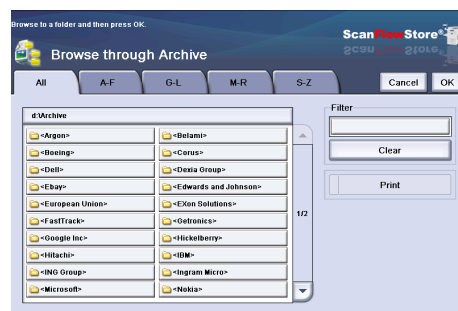 Browse to a folder and then press OK.
ScanFlowStore
Browse through Archive
All A-F G-L M-R S-Z Cancel OK
d:\Archive
Filter
<Argon> <Belami>
<Boeing> <Corus>
Clear
<Dell> <Dexia Group>
<Ebay> <Edwards and Johnson>
Print
<European Union> <EXon Solutions>
1/2
<FastTrack> <Getronics>
<Google Inc> <Hickelberry>
<Hitachi> <IBM>
<ING Group> <Ingram Micro>
<Microsoft> <Nokia>